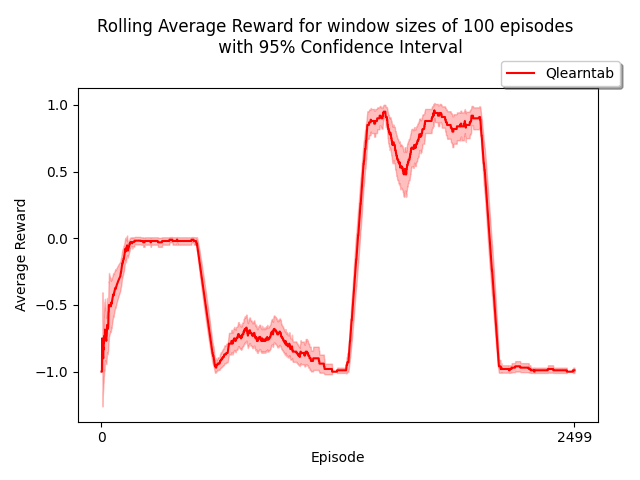 Rolling Average Reward for window sizes of 100 episodes
with 95% Confidence Interval
Qlearntab
1.0
0.5
0.0
−0.5
−1.0
Average Reward
0
2499
Episode